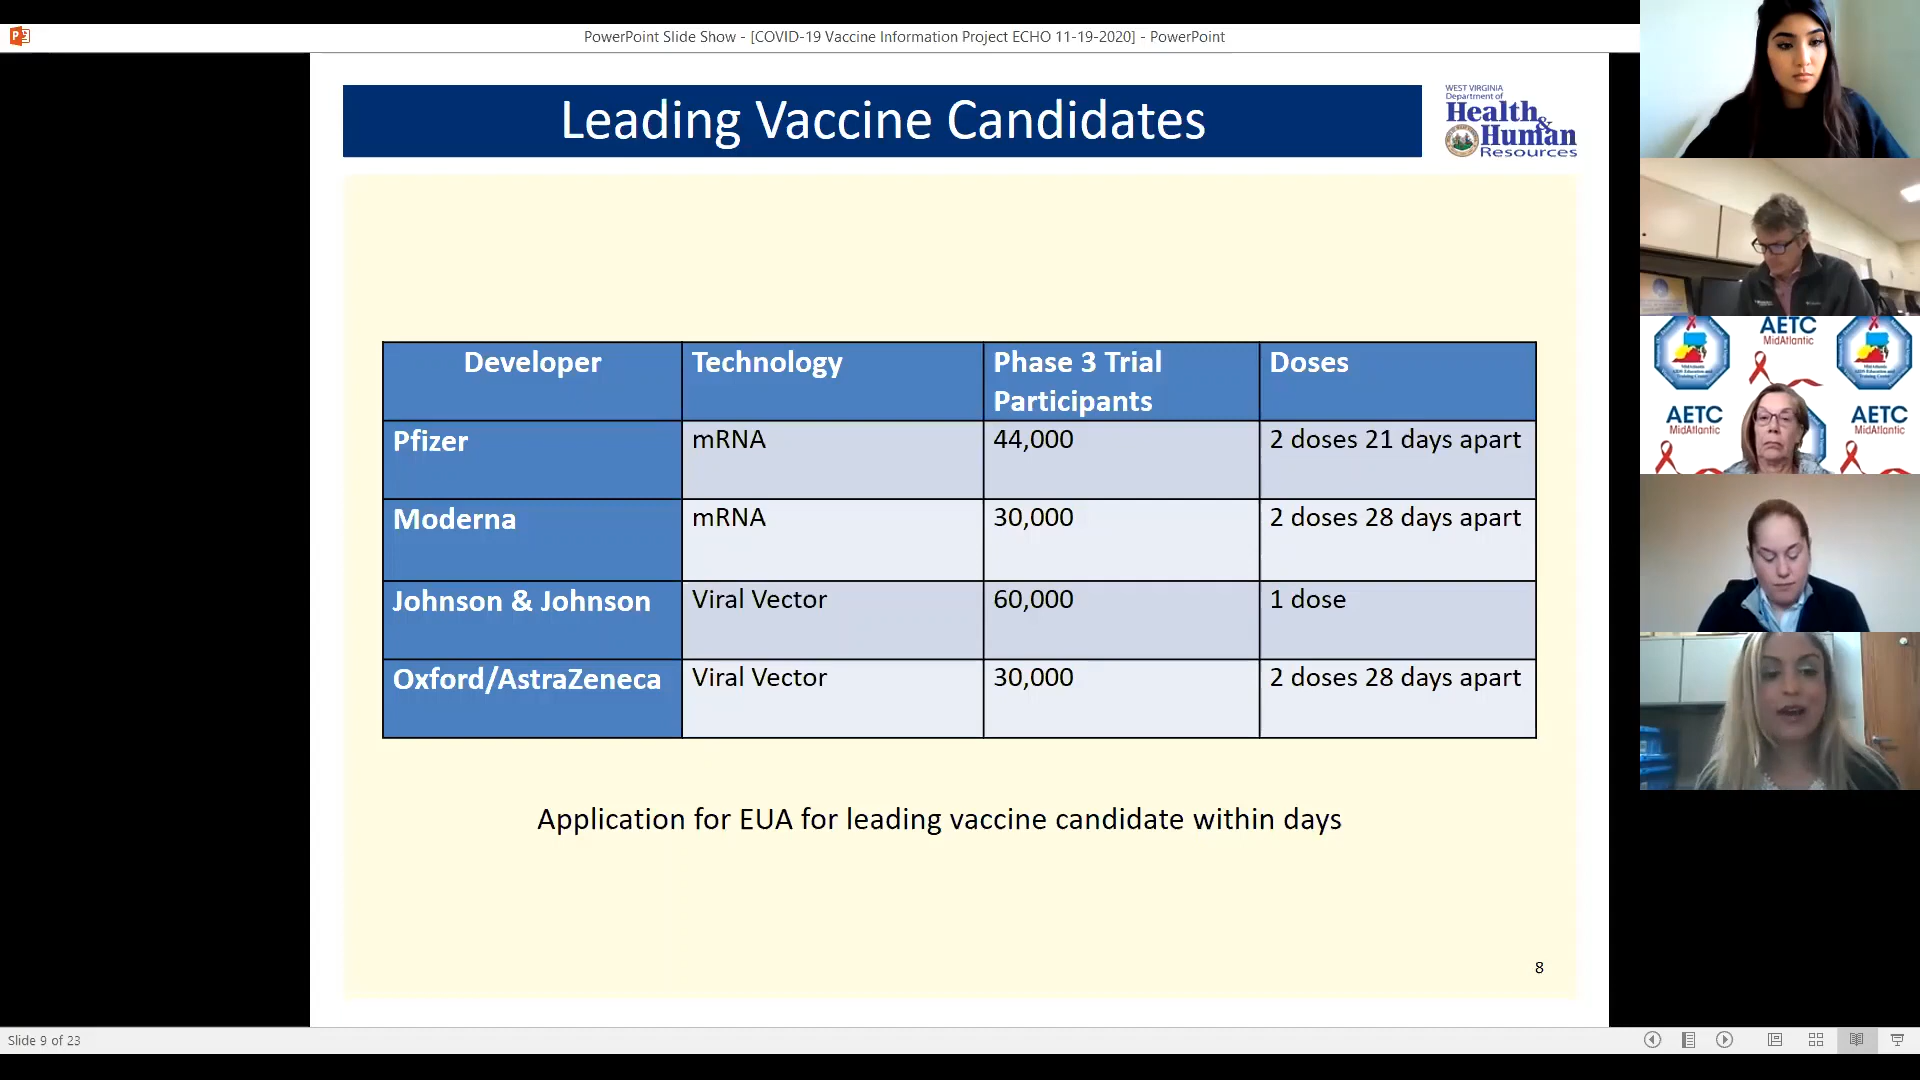 PowerPoint Slide Show - [COVID-19 Vaccine Information Project ECHO 11-19-2020] - PowerPoint
Leading Vaccine Candidates
WEST VIRGINIA
Department of
Health &
Human
Resources
Developer Technology Phase 3 Trial Participants Doses
Pfizer mRNA 44,000 2 doses 21 days apart
Moderna mRNA 30,000 2 doses 28 days apart
Johnson & Johnson Viral Vector 60,000 1 dose
Oxford/AstraZeneca Viral Vector 30,000 2 doses 28 days apart
Application for EUA for leading vaccine candidate within days
8
AETC
MidAtlantic
AETC
MidAtlantic
AETC
MidAtlantic
Slide 9 of 23